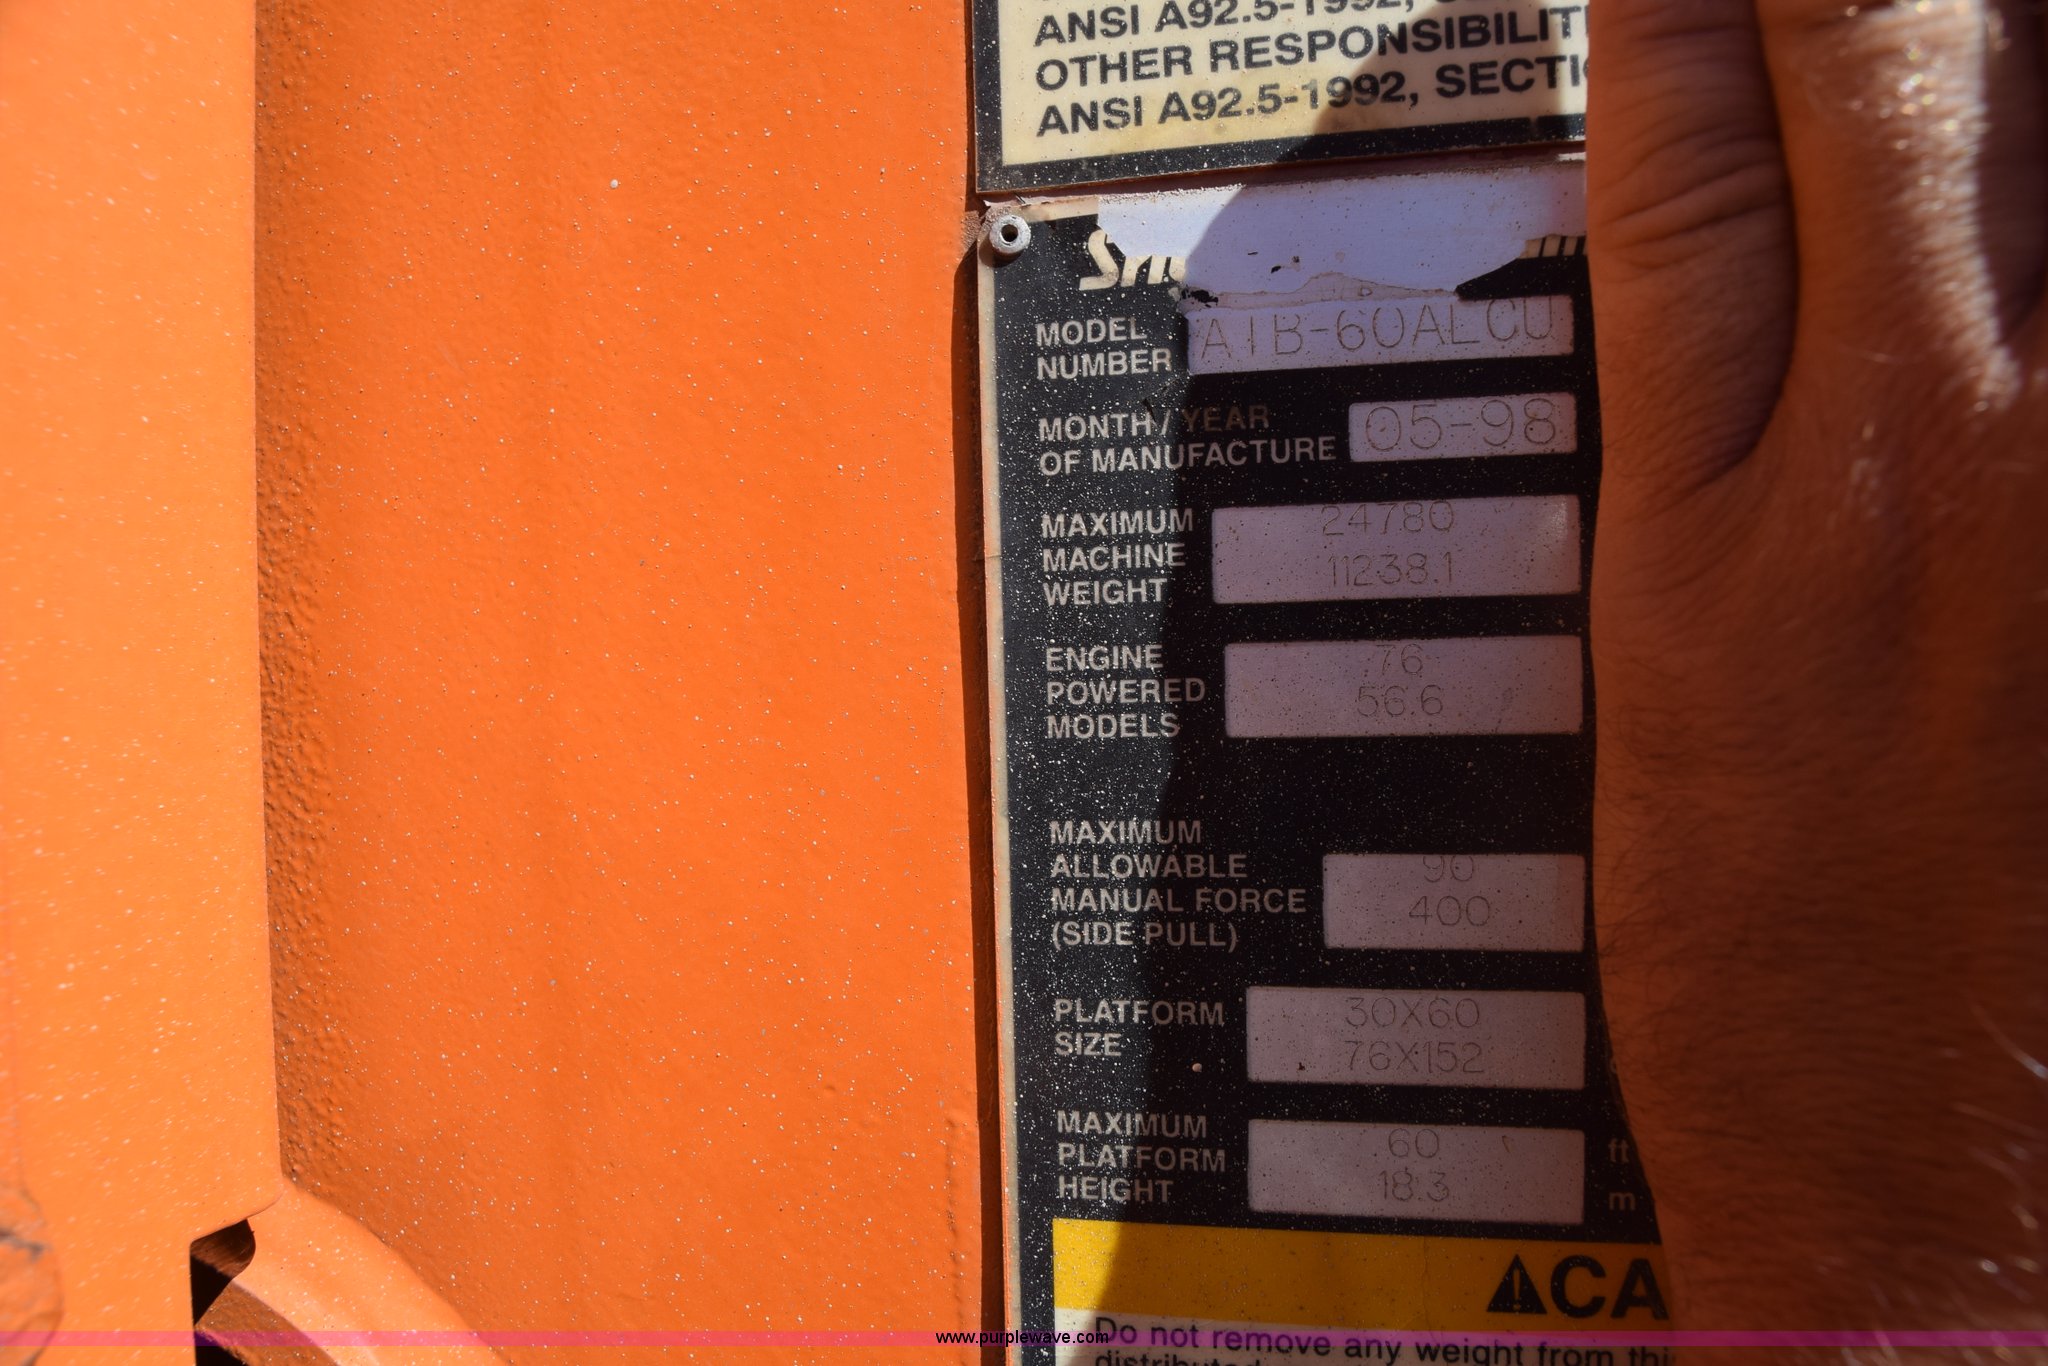 ANSI A92.5-1992,
OTHER RESPONSIBILITI
ANSI A92.5-1992, SECTI
MODEL
NUMBER
AIB-60ALCU
MONTH / YEAR
OF MANUFACTURE
05-98
MAXIMUM
MACHINE
WEIGHT
24780
11238.1
ENGINE
POWERED
MODELS
76
56.6
MAXIMUM
ALLOWABLE
MANUAL FORCE
(SIDE PULL)
90
400
PLATFORM
SIZE
30X60
76X152
MAXIMUM
PLATFORM
HEIGHT
60
18.3
ft
m
CA
Do not remove any weight from thi
distributed
www.purplewave.com